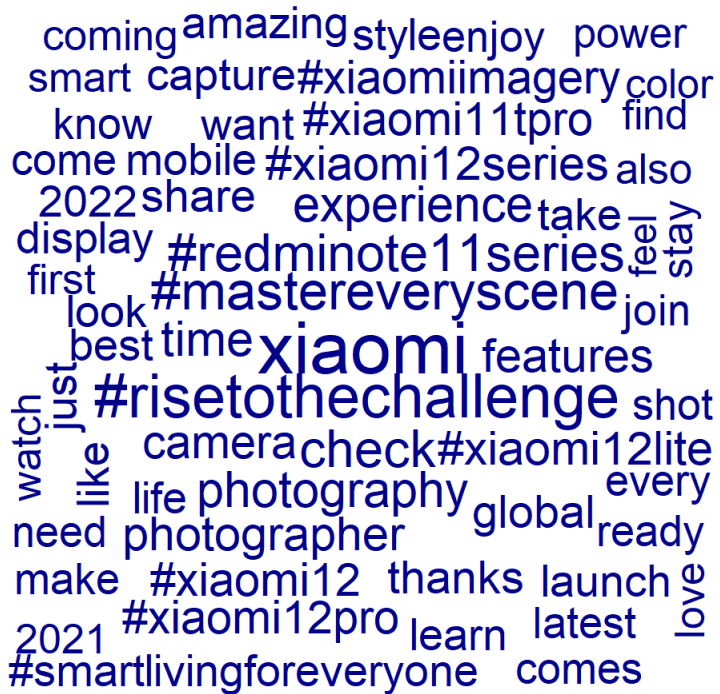 coming amazing style enjoy power
smart capture #xiaomiimagery color
know want #xiaomi11tpro find
come mobile #xiaomi12series also
2022 share experience take
display #redminote11series feel stay
first #mastereveryscene
look join
best time xiaomi features
just #risetothechallenge shot
watch camera check #xiaomi12lite
like life photography every
need photographer global ready
make #xiaomi12 thanks launch love
2021 #xiaomi12pro learn latest
#smartlivingforeveryone comes